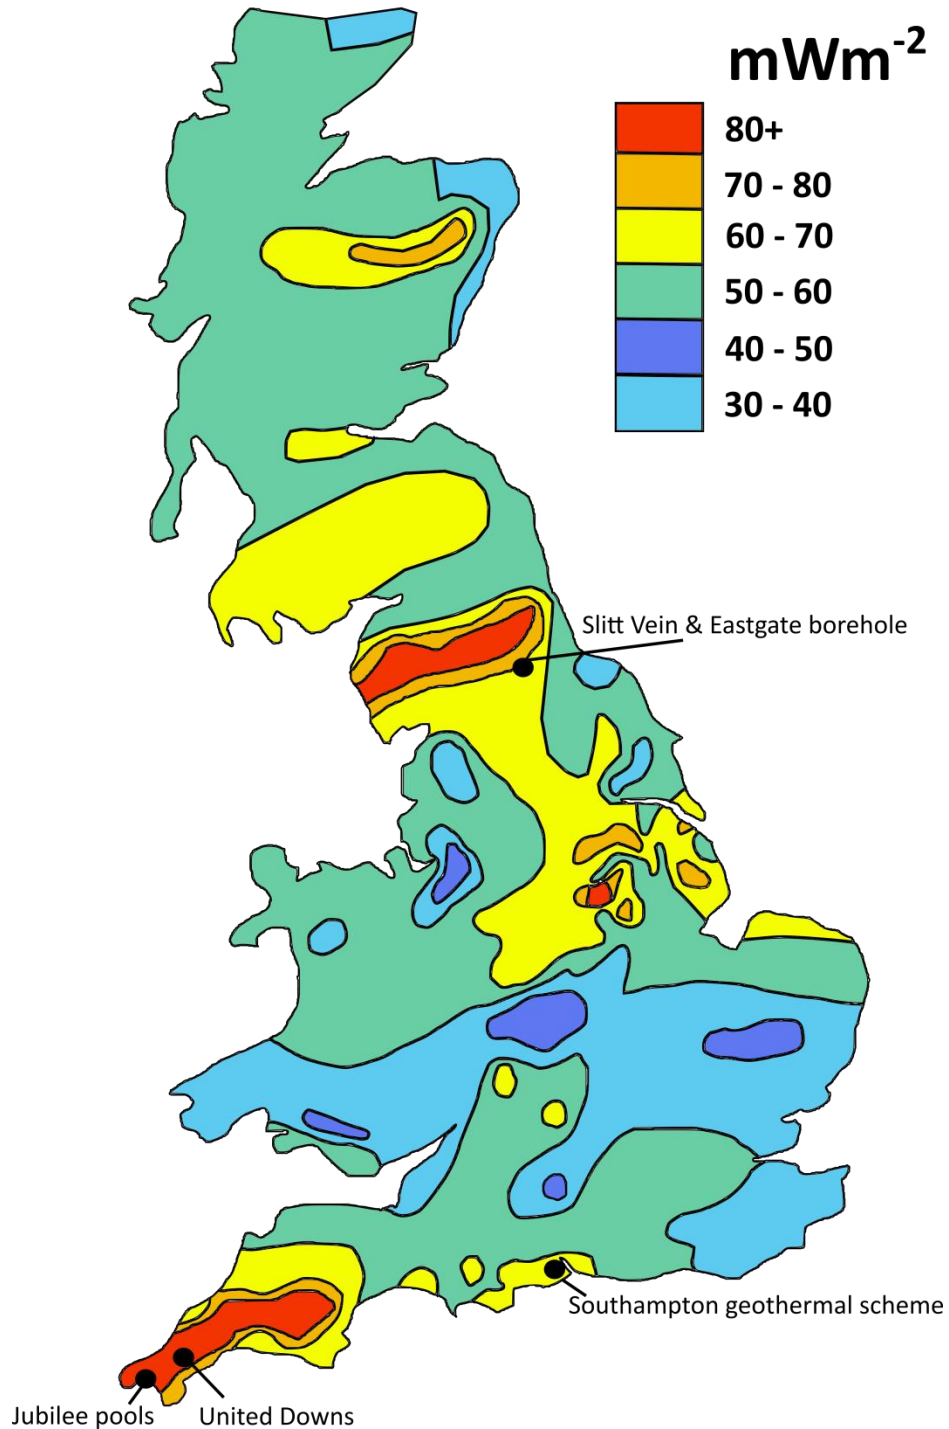 mWm⁻²
80+
70 - 80
60 - 70
50 - 60
40 - 50
30 - 40
Slitt Vein & Eastgate borehole
Southampton geothermal scheme
Jubilee pools
United Downs